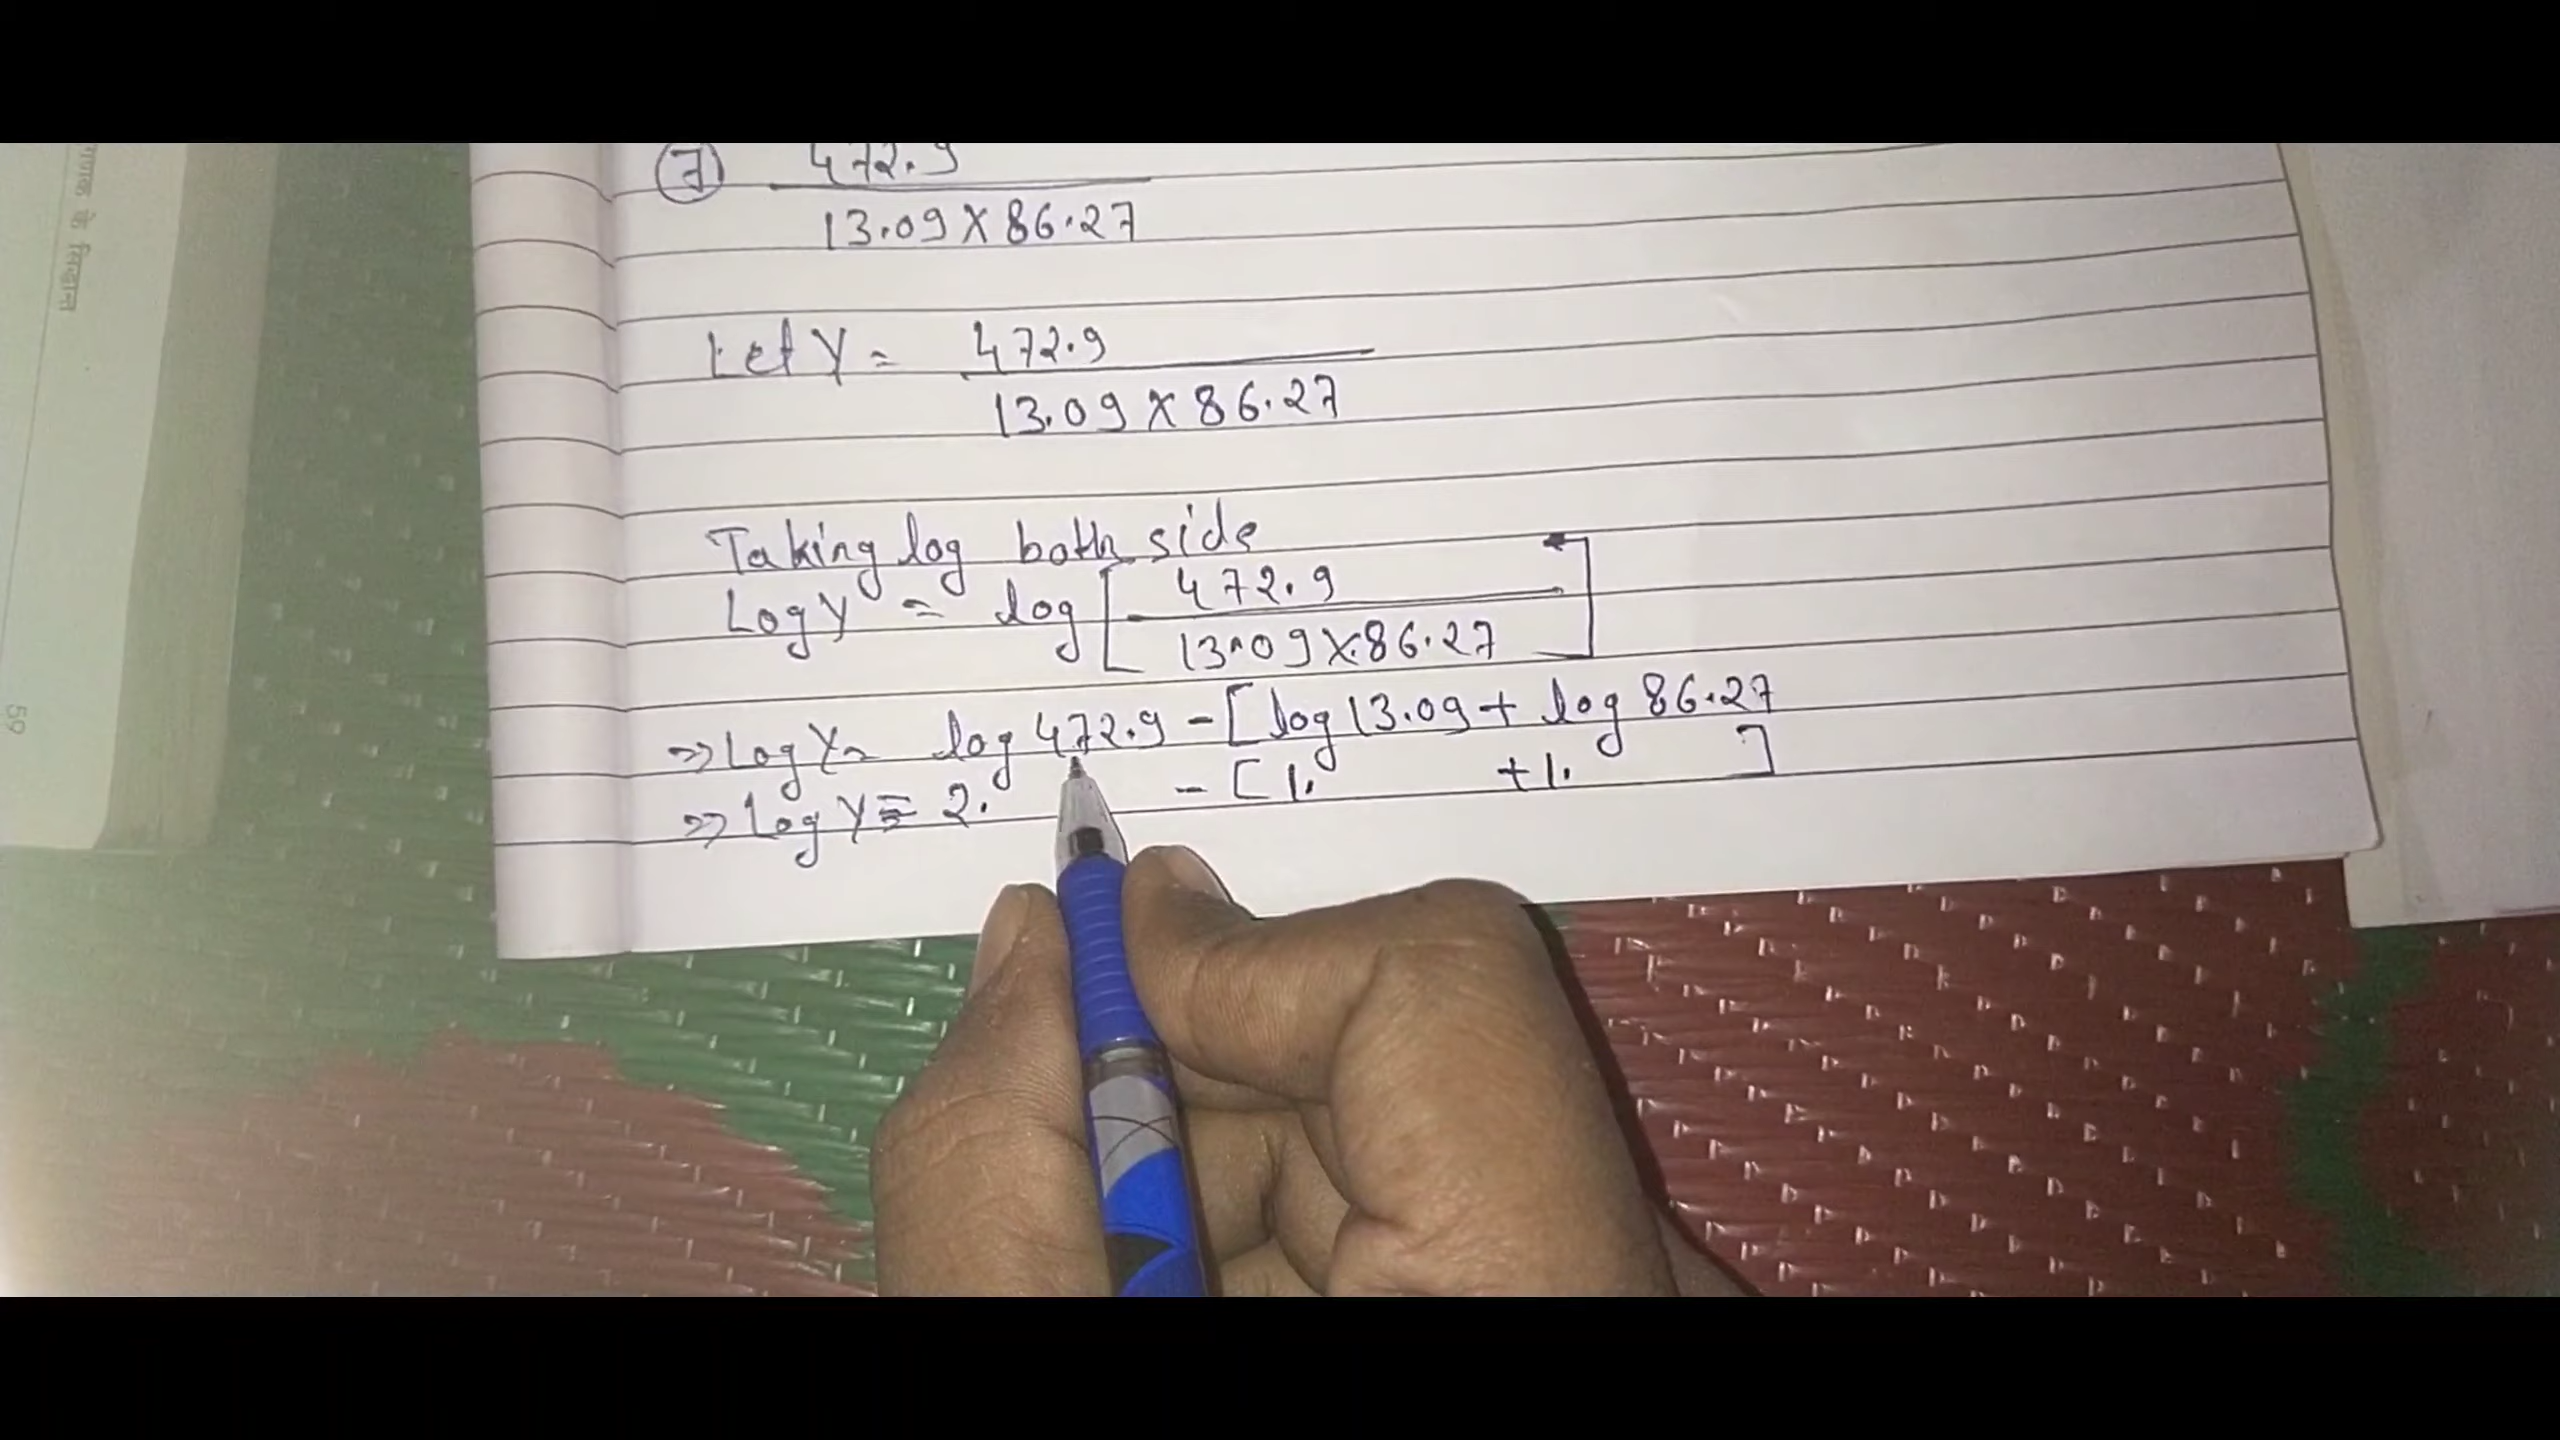 7 472.9
13.09 X 86.27
Let Y = 472.9
13.09 X 86.27
Taking log both side
Log Y = log [ 472.9
13.09 X 86.27 ]
=> Log Y = log 472.9 - [ log 13.09 + log 86.27
=> Log Y = 2. - [ 1. + 1. ]
59